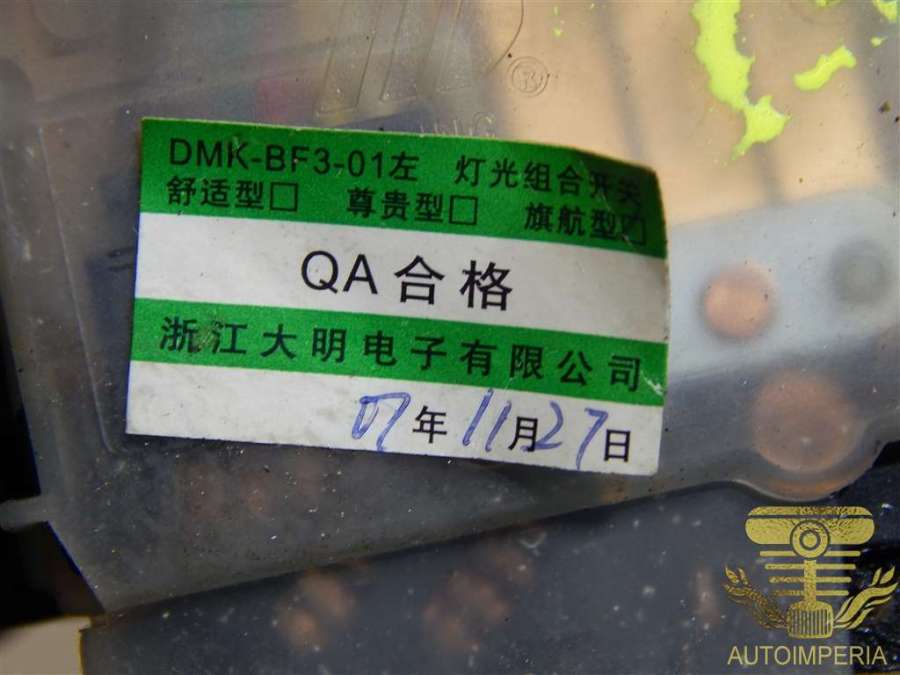 DMK-BF3-01左 灯光组合开关
舒适型□ 尊贵型□ 旗航型□
QA合格
浙江大明电子有限公司
07年11月27日
AUTOIMPERIA